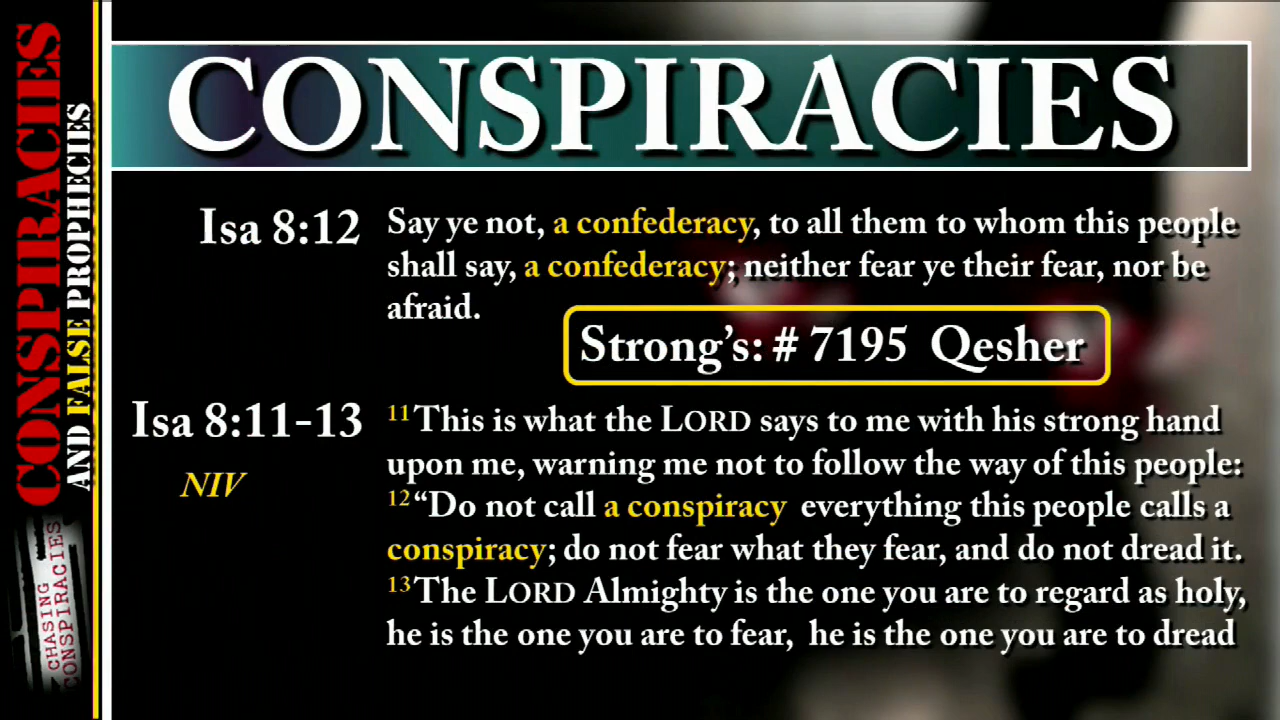 CONSPIRACIES
AND FALSE PROPHECIES
CHASING
CONSPIRACIES
CONSPIRACIES
Isa 8:12
Say ye not, a confederacy, to all them to whom this people
shall say, a confederacy; neither fear ye their fear, nor be
afraid.
Strong's: # 7195 Qesher
Isa 8:11-13
NIV
11This is what the LORD says to me with his strong hand
upon me, warning me not to follow the way of this people:
12“Do not call a conspiracy everything this people calls a
conspiracy; do not fear what they fear, and do not dread it.
13The LORD Almighty is the one you are to regard as holy,
he is the one you are to fear, he is the one you are to dread